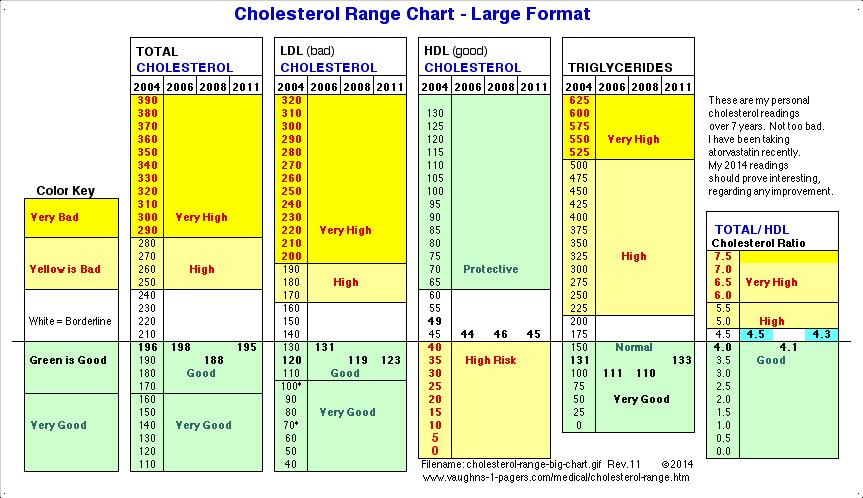 Cholesterol Range Chart - Large Format
TOTAL
CHOLESTEROL
2004 2006 2008 2011
390
380
370
360
350
340
330
320
310
300 Very High
290
280
270
260 High
250
240
230
220
210
196 198 195
190 188
180 Good
170
160
150
140 Very Good
130
120
110
LDL (bad)
CHOLESTEROL
2004 2006 2008 2011
320
310
300
290
280
270
260
250
240
230
220 Very High
210
200
190
180 High
170
160
150
140
130 131
120 119 123
110 Good
100*
90
80 Very Good
70*
60
50
40
HDL (good)
CHOLESTEROL
2004 2006 2008 2011
130
125
120
115
110
105
100
95
90
85
80
75
70 Protective
65
60
55
49
45 44 46 45
40
35 High Risk
30
25
20
15
10
5
0
TRIGLYCERIDES
2004 2006 2008 2011
625
600
575
550 Very High
525
500
475
450
425
400
375
350
325 High
300
275
250
225
200
175
150 Normal
131 133
100 111 110
75
50 Very Good
25
0
These are my personal
cholesterol readings
over 7 years. Not too bad.
I have been taking
atorvastatin recently.
My 2014 readings
should prove interesting,
regarding any improvement.
Color Key
Very Bad
Yellow is Bad
White = Borderline
Green is Good
Very Good
TOTAL/HDL
Cholesterol Ratio
7.5
7.0
6.5 Very High
6.0
5.5
5.0 High
4.5 4.5 4.3
4.0 4.1
3.5 Good
3.0
2.5
2.0
1.5
1.0
0.5
0.0
Filename: cholesterol-range-big-chart.gif Rev.11 ©2014
www.vaughns-1-pagers.com/medical/cholesterol-range.htm